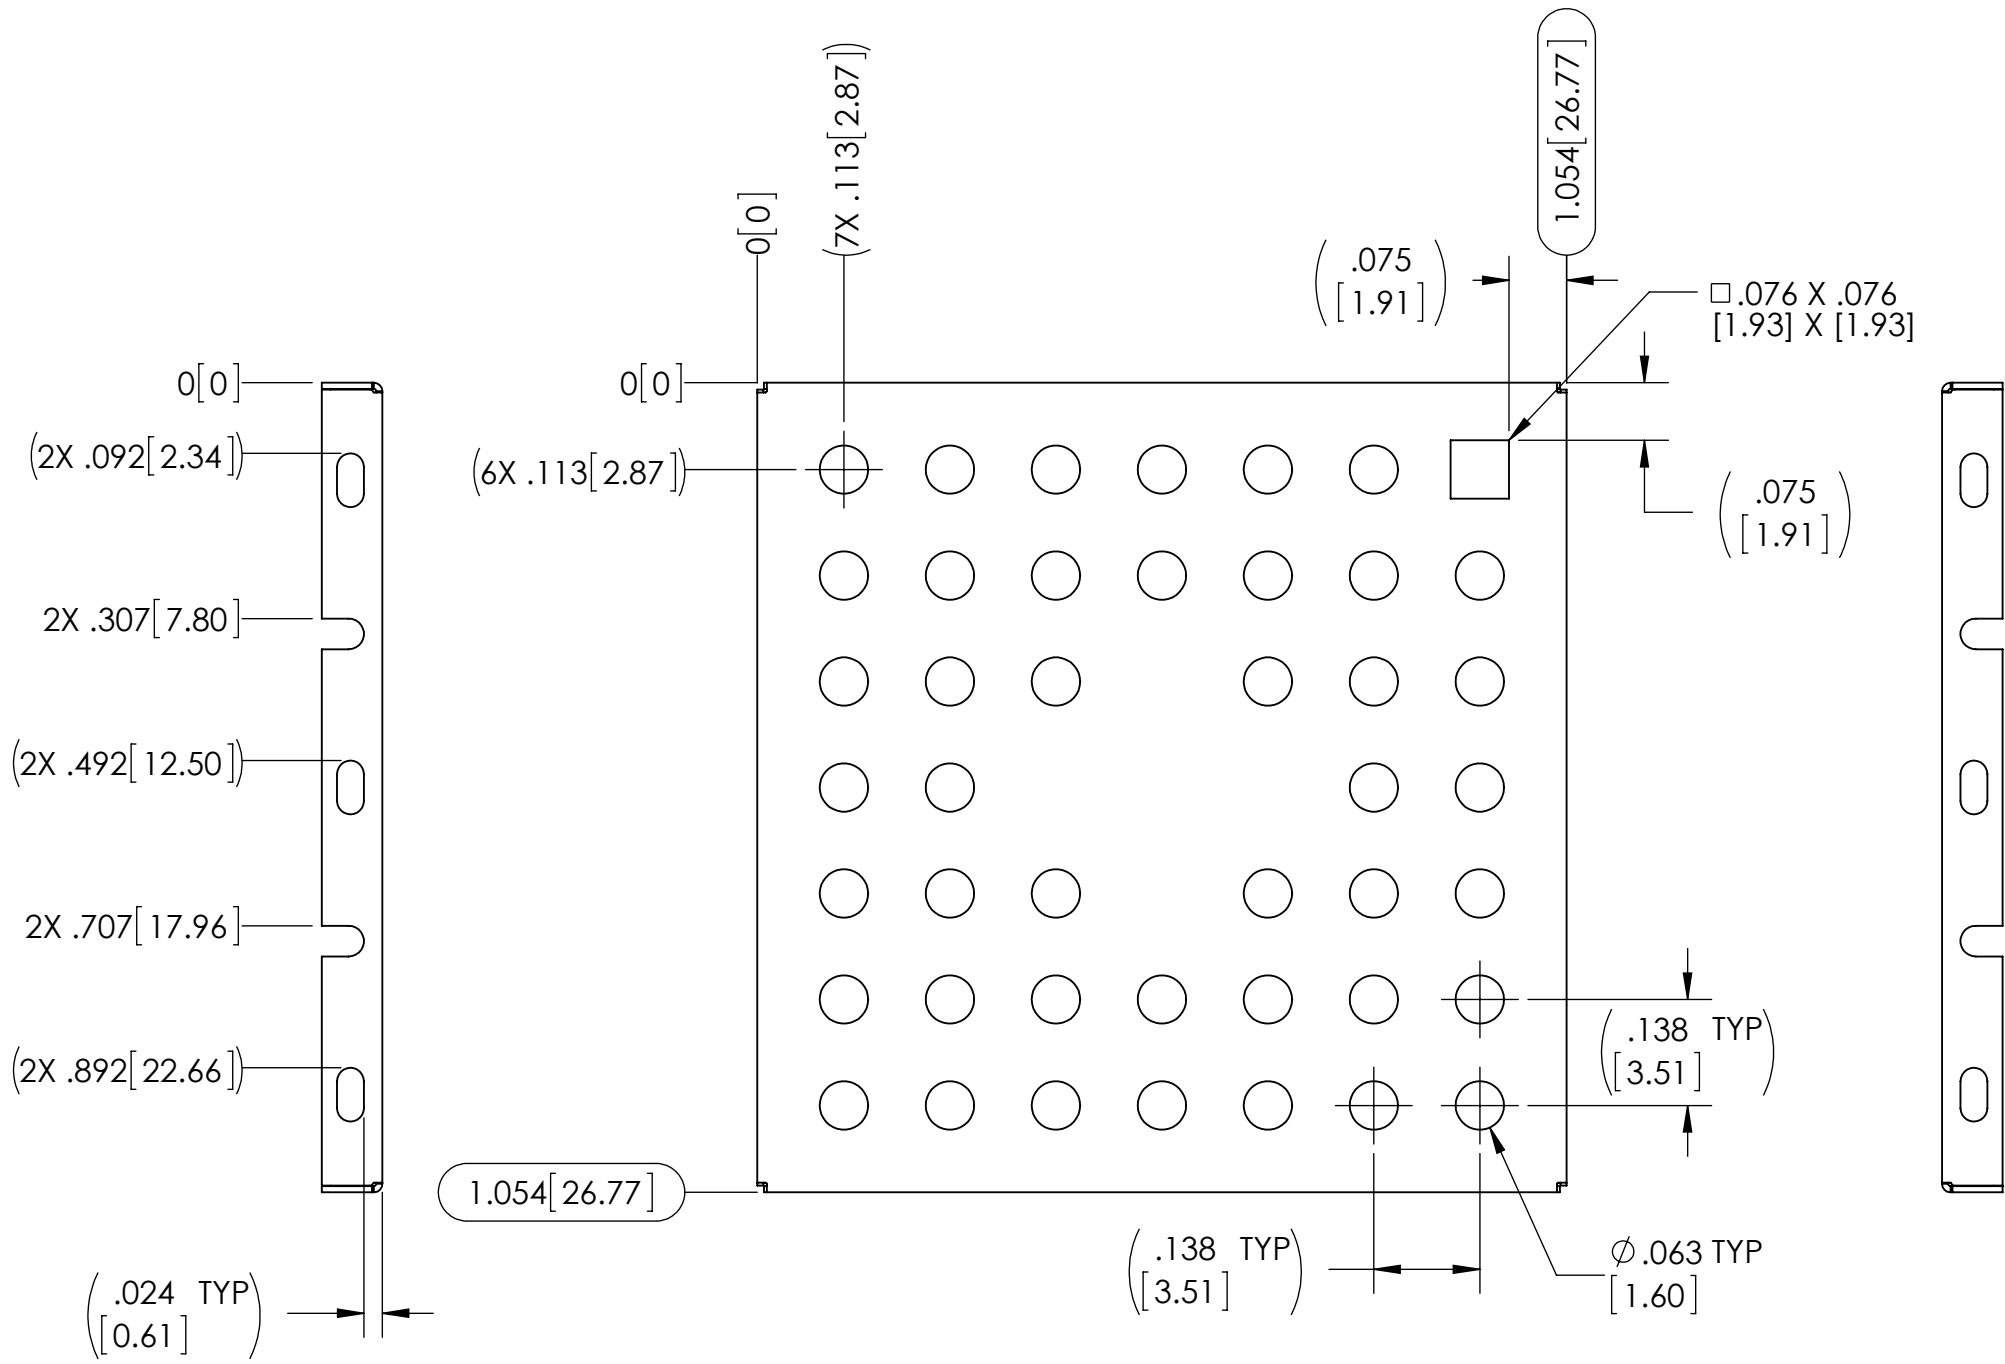 0[0]
(7X .113[2.87])
1.054[26.77]
(.075
[1.91])
□ .076 X .076
[1.93] X [1.93]
0[0]
0[0]
(2X .092[2.34])
(6X .113[2.87])
(.075
[1.91])
2X .307[7.80]
(2X .492[12.50])
2X .707[17.96]
(.138 TYP
[3.51])
(2X .892[22.66])
1.054[26.77]
(.138 TYP
[3.51])
∅ .063 TYP
[1.60]
(.024 TYP
[0.61])